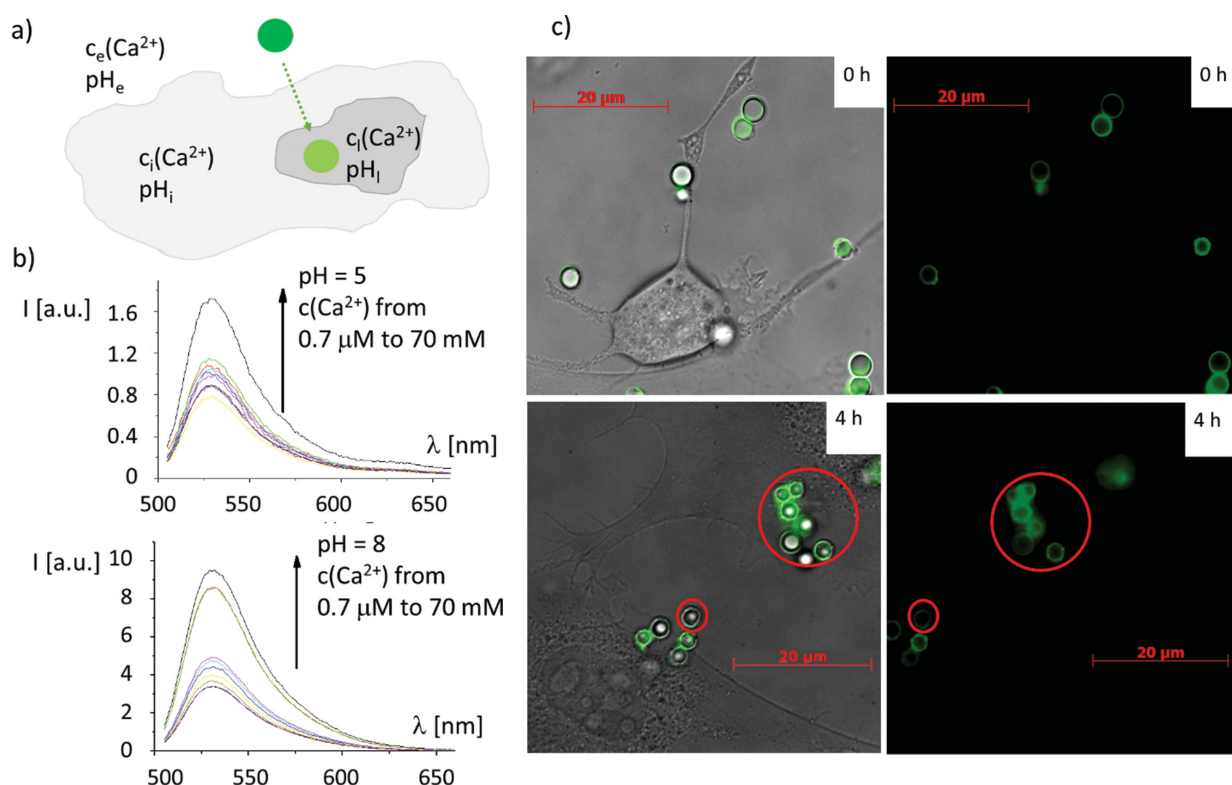 a)
cₑ(Ca²⁺)
pHₑ
cᵢ(Ca²⁺)
pHᵢ
cₗ(Ca²⁺)
pHₗ
b)
I [a.u.]
pH = 5
c(Ca²⁺) from
0.7 μM to 70 mM
1.6
1.2
0.8
0.4
0
λ [nm]
500 550 600 650
I [a.u.]
pH = 8
c(Ca²⁺) from
0.7 μM to 70 mM
10
8
6
4
2
0
λ [nm]
500 550 600 650
c)
0 h
20 µm
0 h
20 µm
4 h
20 µm
4 h
20 µm